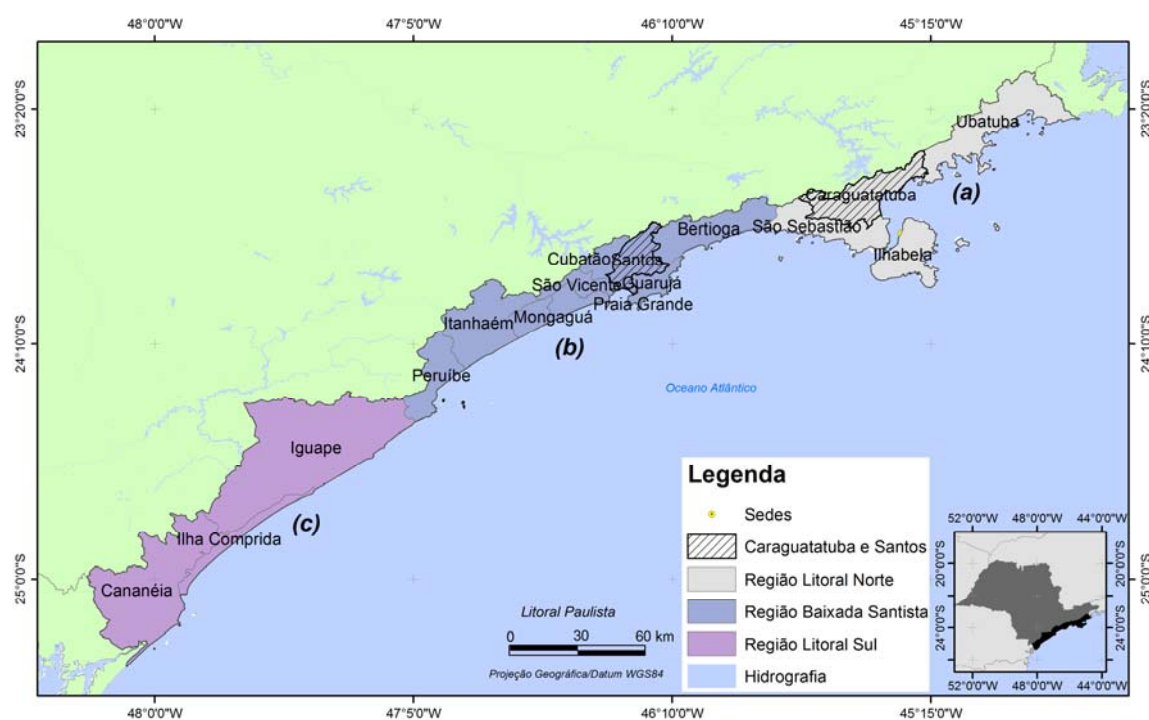 48°0'0"W
47°5'0"W
46°10'0"W
45°15'0"W
23°20'0"S
23°20'0"S
Ubatuba
Caraguatatuba
(a)
São Sebastião
Ilhabela
Bertioga
Cubatão
Santos
São Vicente
Guarujá
Praia Grande
Mongaguá
Itanhaém
(b)
24°10'0"S
24°10'0"S
Peruíbe
Oceano Atlântico
Iguape
(c)
Ilha Comprida
Cananéia
25°0'0"S
25°0'0"S
Legenda
Sedes
Caraguatatuba e Santos
Região Litoral Norte
Região Baixada Santista
Região Litoral Sul
Hidrografia
Litoral Paulista
0 30 60 km
Projeção Geográfica/Datum WGS84
52°0'0"W 48°0'0"W 44°0'0"W
20°0'0"S
20°0'0"S
24°0'0"S
24°0'0"S
52°0'0"W 48°0'0"W 44°0'0"W
48°0'0"W
47°5'0"W
46°10'0"W
45°15'0"W